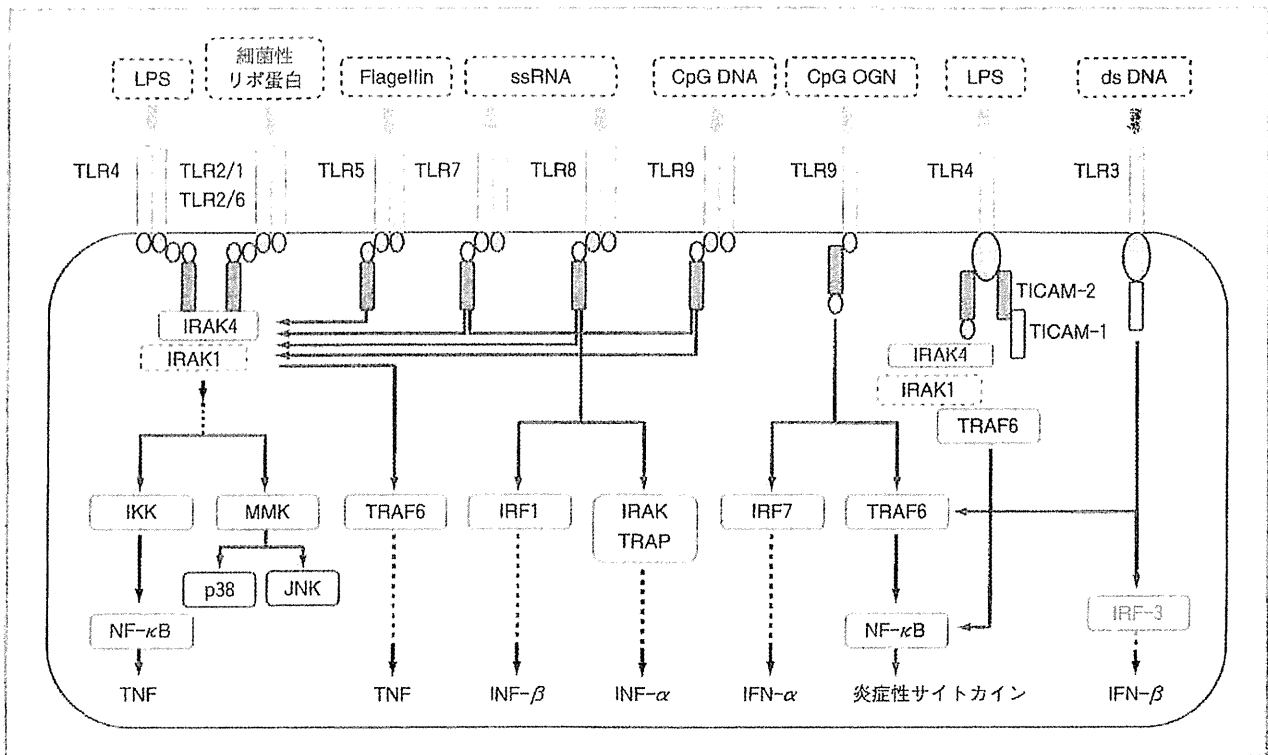 LPS
細菌性
リポ蛋白
Flagellin
ssRNA
CpG DNA
CpG OGN
LPS
ds DNA
TLR4
TLR2/1
TLR2/6
TLR5
TLR7
TLR8
TLR9
TLR9
TLR4
TLR3
TICAM-2
TICAM-1
IRAK4
IRAK1
IRAK4
IRAK1
TRAF6
IKK
MMK
TRAF6
IRF1
IRAK
TRAP
IRF7
TRAF6
p38
JNK
NF-κB
NF-κB
IRF-3
TNF
TNF
INF-β
INF-α
IFN-α
炎症性サイトカイン
IFN-β